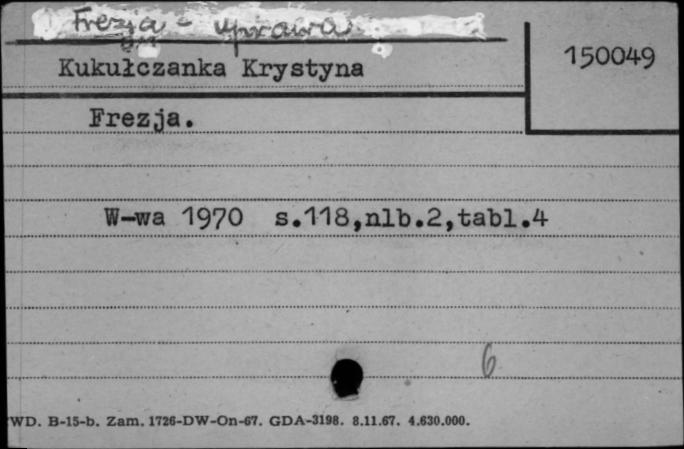 Frezja - uprawa
150049
Kukułczanka Krystyna
Frezja.
W-wa 1970 s.118,nlb.2,tabl.4
6
WD. B-15-b. Zam. 1726-DW-On-67. GDA-3198. 8.11.67. 4.630.000.